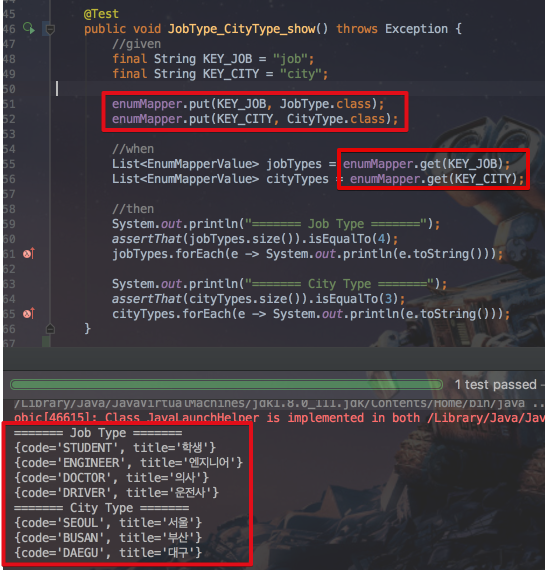 45 @Test
46 public void JobType_CityType_show() throws Exception {
47 //given
48 final String KEY_JOB = "job";
49 final String KEY_CITY = "city";
50
51 enumMapper.put(KEY_JOB, JobType.class);
52 enumMapper.put(KEY_CITY, CityType.class);
53
54 //when
55 List<EnumMapperValue> jobTypes = enumMapper.get(KEY_JOB);
56 List<EnumMapperValue> cityTypes = enumMapper.get(KEY_CITY);
57
58 //then
59 System.out.println("======= Job Type =======");
60 assertThat(jobTypes.size()).isEqualTo(4);
61 jobTypes.forEach(e -> System.out.println(e.toString()));
62
63 System.out.println("======= City Type =======");
64 assertThat(cityTypes.size()).isEqualTo(3);
65 cityTypes.forEach(e -> System.out.println(e.toString()));
66 }
67
1 test passed –
/Library/Java/JavaVirtualMachines/jdk1.8.0_111.jdk/Contents/Home/bin/java ..
objc[46615]: Class JavaLaunchHelper is implemented in both /Library/Java/Jav
======= Job Type =======
{code='STUDENT', title='학생'}
{code='ENGINEER', title='엔지니어'}
{code='DOCTOR', title='의사'}
{code='DRIVER', title='운전사'}
======= City Type =======
{code='SEOUL', title='서울'}
{code='BUSAN', title='부산'}
{code='DAEGU', title='대구'}